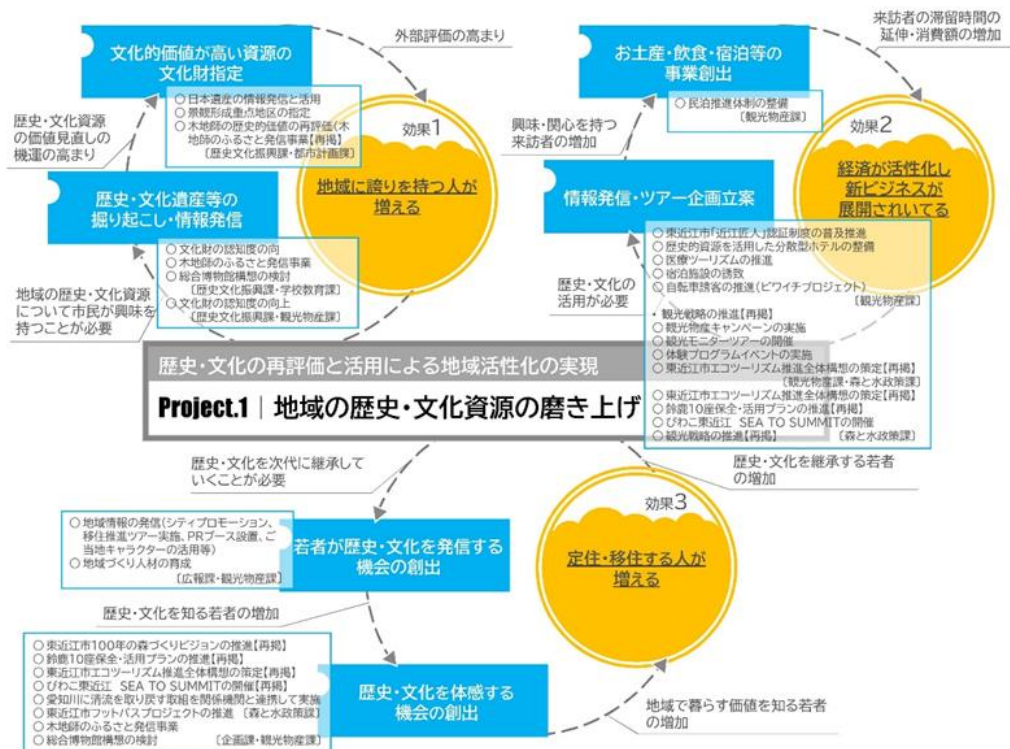 文化的価値が高い資源の
文化財指定
外部評価の高まり
○日本遺産の情報発信と活用
○景観形成重点地区の指定
○木地師の歴史的価値の再評価(木
地師のふるさと発信事業【再掲】
〔歴史文化振興課・都市計画課〕
歴史・文化資源
の価値見直しの
機運の高まり
効果1
地域に誇りを持つ人が
増える
歴史・文化遺産等の
掘り起こし・情報発信
○文化財の認知度の向
○木地師のふるさと発信事業
○総合博物館構想の検討
〔歴史文化振興課・学校教育課〕
○文化財の認知度の向上
〔歴史文化振興課・観光物産課〕
地域の歴史・文化資源
について市民が興味を
持つことが必要
お土産・飲食・宿泊等の
事業創出
来訪者の滞留時間の
延伸・消費額の増加
○民泊推進体制の整備
〔観光物産課〕
興味・関心を持つ
来訪者の増加
効果2
経済が活性化し
新ビジネスが
展開されいてる
情報発信・ツアー企画立案
○東近江市「近江匠人」認証制度の普及推進
○歴史的資源を活用した分散型ホテルの整備
○医療ツーリズムの推進
○宿泊施設の誘致
○自転車誘客の推進(ビワイチプロジェクト)
〔観光物産課〕
・観光戦略の推進【再掲】
○観光物産キャンペーンの実施
○観光モニターツアーの開催
○体験プログラムイベントの実施
○東近江市エコツーリズム推進全体構想の策定【再掲】
〔観光物産課・森と水政策課〕
○東近江市エコツーリズム推進全体構想の策定【再掲】
○鈴鹿10座保全・活用プランの推進【再掲】
○びわこ東近江 SEA TO SUMMITの開催
○観光戦略の推進【再掲】 〔森と水政策課〕
歴史・文化の
活用が必要
歴史・文化の再評価と活用による地域活性化の実現
Project.1｜地域の歴史・文化資源の磨き上げ
歴史・文化を次代に継承して
いくことが必要
歴史・文化を継承する若者
の増加
○地域情報の発信(シティプロモーション、
移住推進ツアー実施、PRブース設置、ご
当地キャラクターの活用等)
○地域づくり人材の育成
〔広報課・観光物産課〕
若者が歴史・文化を発信する
機会の創出
効果3
定住・移住する人が
増える
歴史・文化を知る若者の増加
○東近江市100年の森づくりビジョンの推進【再掲】
○鈴鹿10座保全・活用プランの推進【再掲】
○東近江市エコツーリズム推進全体構想の策定【再掲】
○びわこ東近江 SEA TO SUMMITの開催【再掲】
○愛知川に清流を取り戻す取組を関係機関と連携して実施
○東近江市フットパスプロジェクトの推進 〔森と水政策課〕
○木地師のふるさと発信事業
○総合博物館構想の検討 〔企画課・観光物産課〕
歴史・文化を体感する
機会の創出
地域で暮らす価値を知る若者
の増加